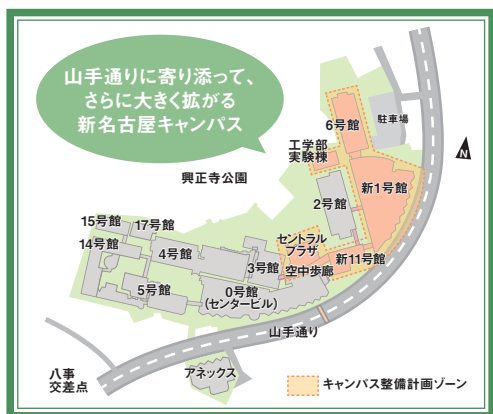 山手通りに寄り添って、
さらに大きく拡がる
新名古屋キャンパス
6号館
駐車場
工学部
実験棟
N
興正寺公園
新1号館
2号館
15号館
17号館
セントラル
プラザ
14号館
4号館
3号館
空中歩廊
新11号館
5号館
0号館
(センタービル)
山手通り
八事
交差点
アネックス
キャンパス整備計画ゾーン